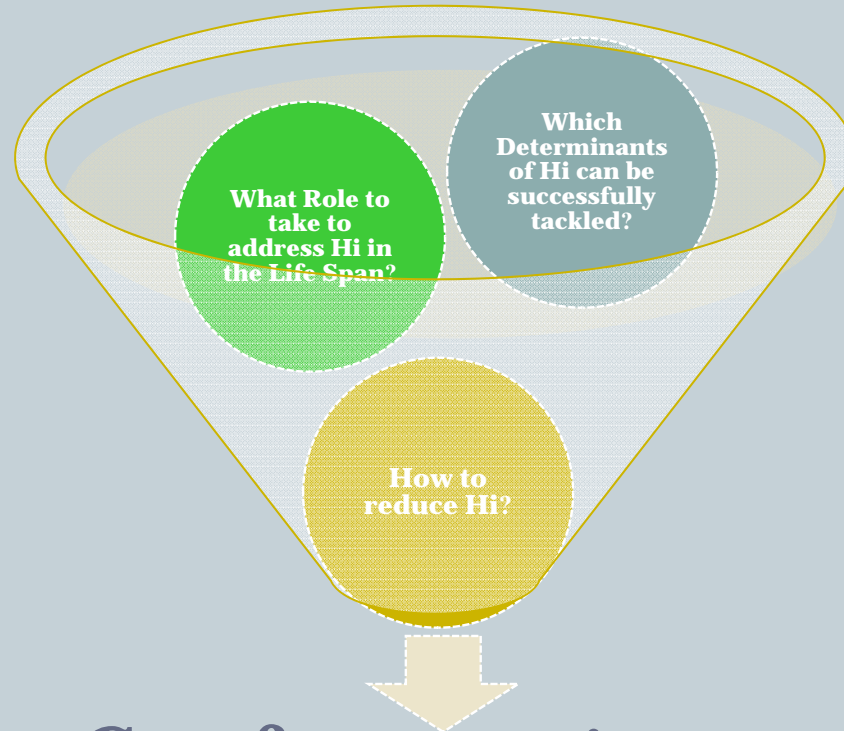 What Role to
take to
address Hi in
the Life Span?
Which
Determinants
of Hi can be
successfully
tackled?
How to
reduce Hi?